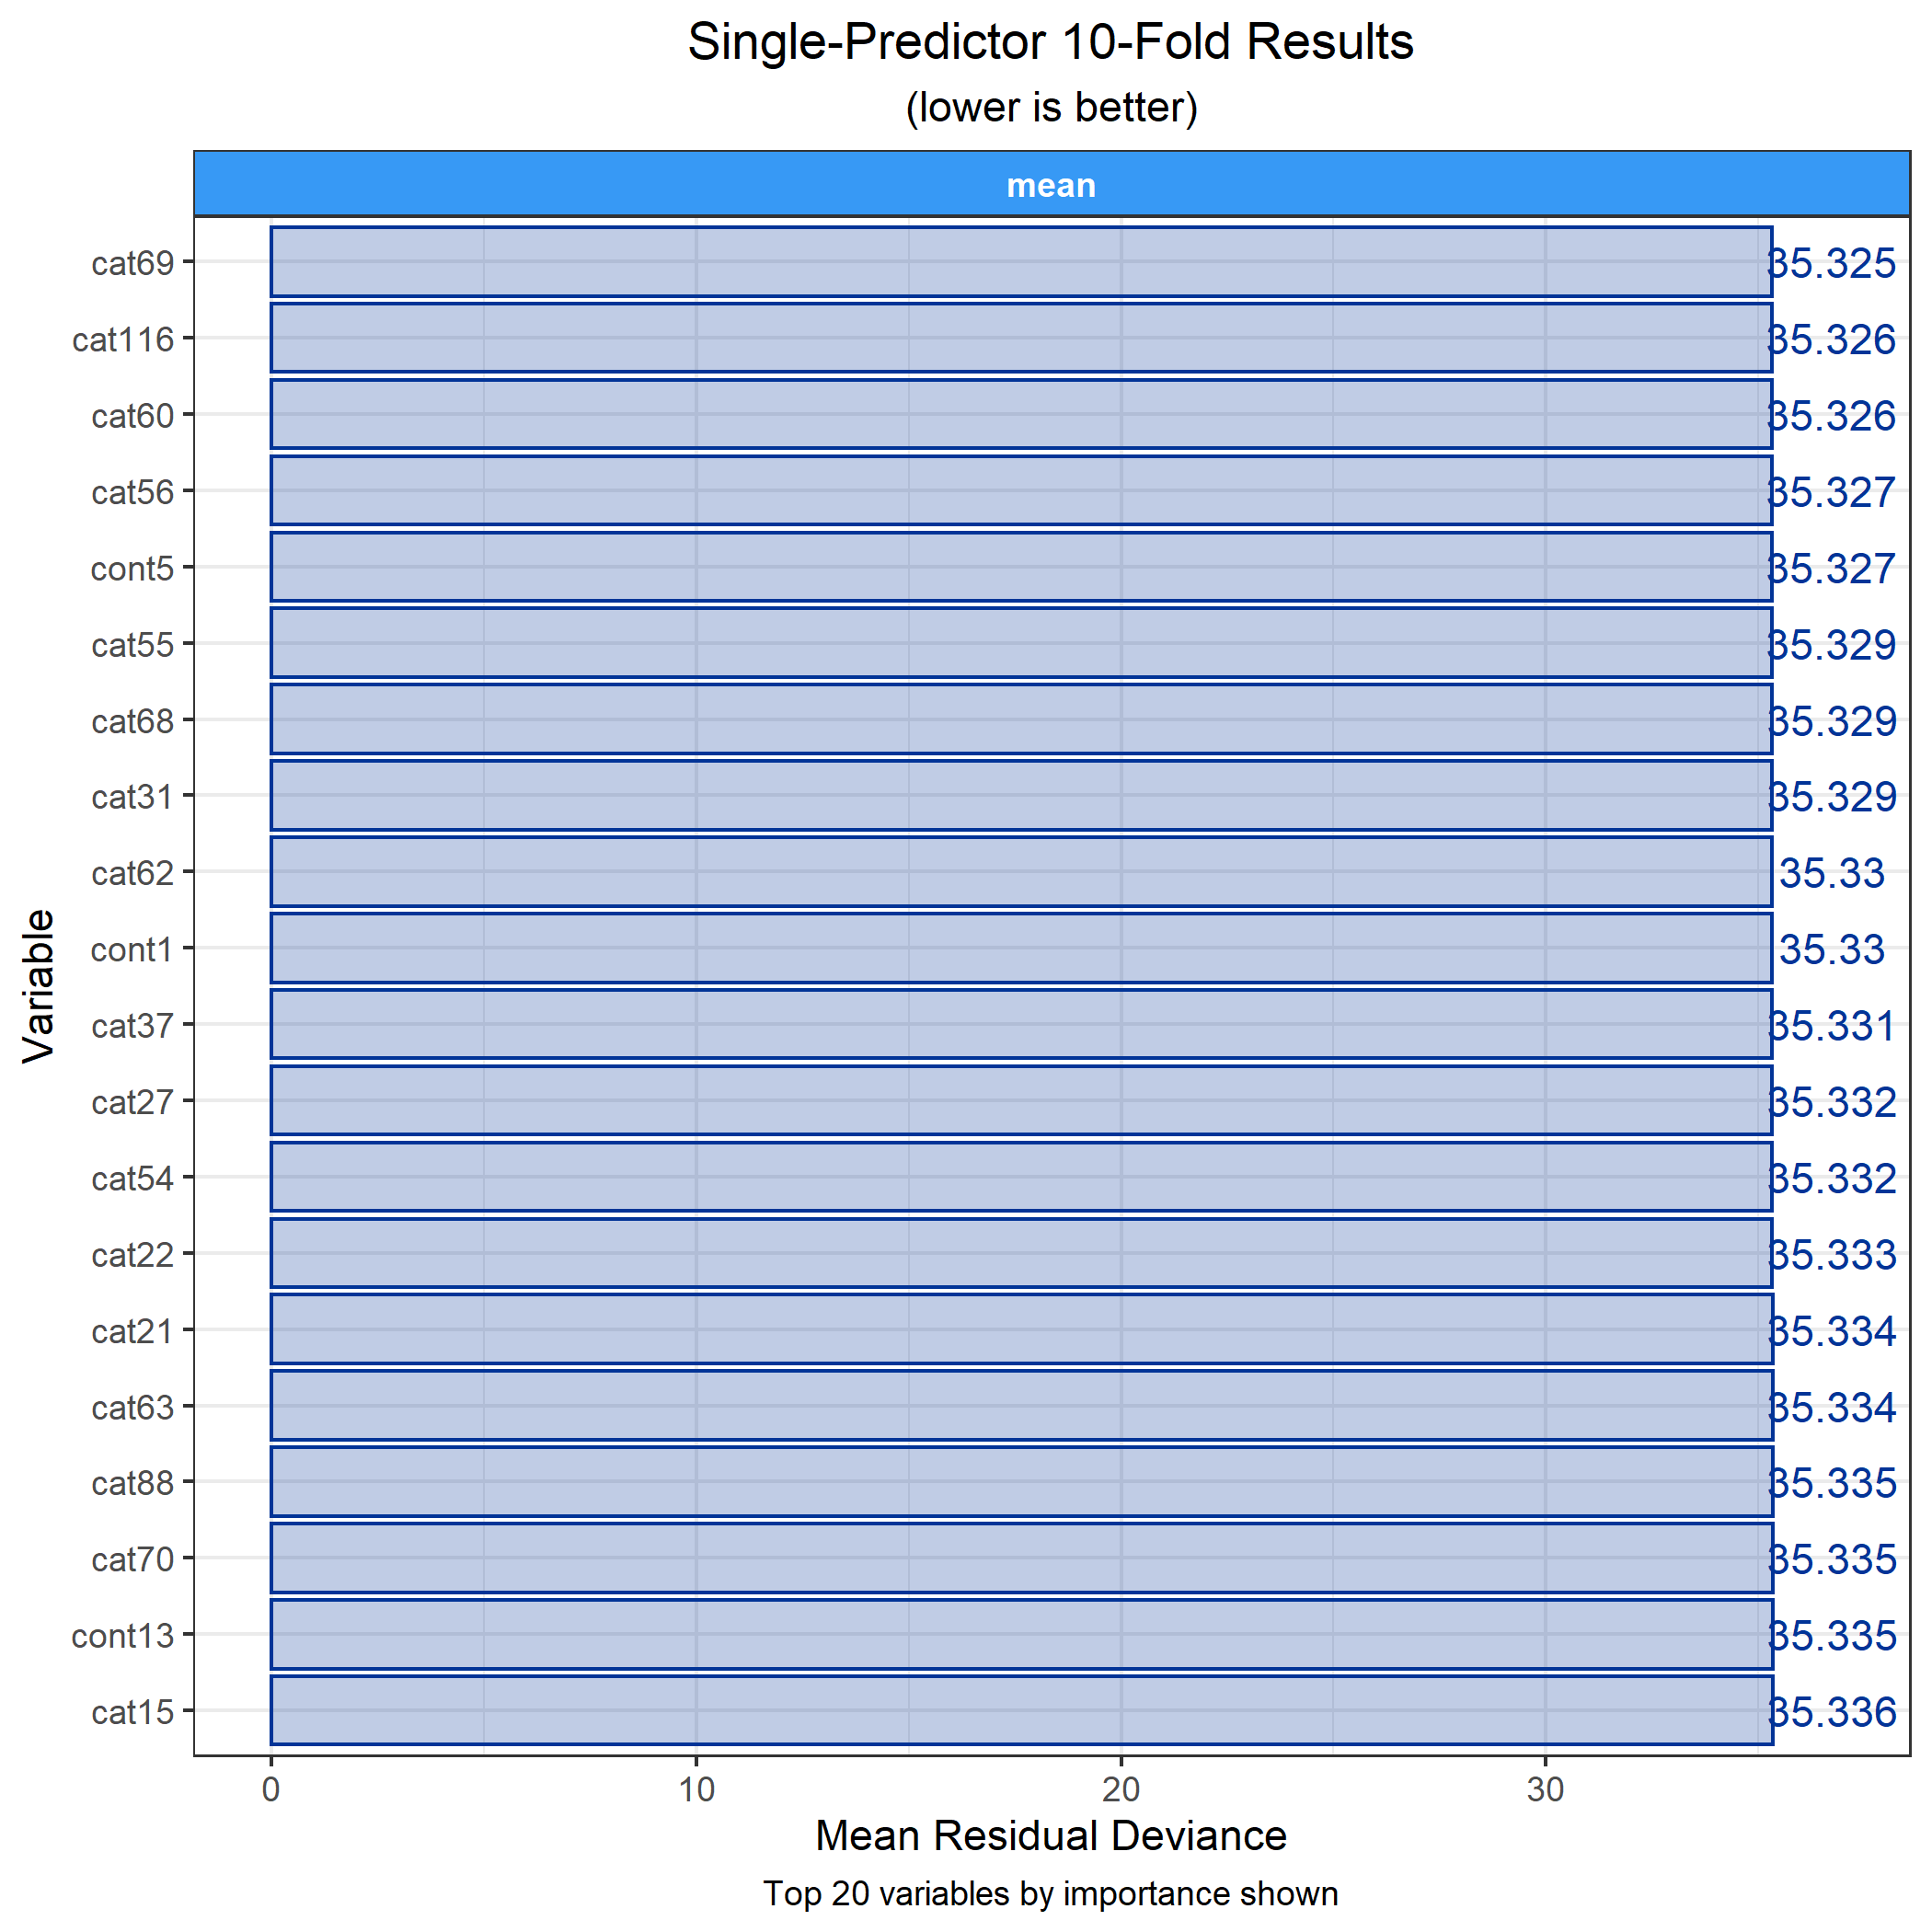 Single-Predictor 10-Fold Results
(lower is better)
mean
Variable
cat69 35.325
cat116 35.326
cat60 35.326
cat56 35.327
cont5 35.327
cat55 35.329
cat68 35.329
cat31 35.329
cat62 35.33
cont1 35.33
cat37 35.331
cat27 35.332
cat54 35.332
cat22 35.333
cat21 35.334
cat63 35.334
cat88 35.335
cat70 35.335
cont13 35.335
cat15 35.336
0 10 20 30
Mean Residual Deviance
Top 20 variables by importance shown